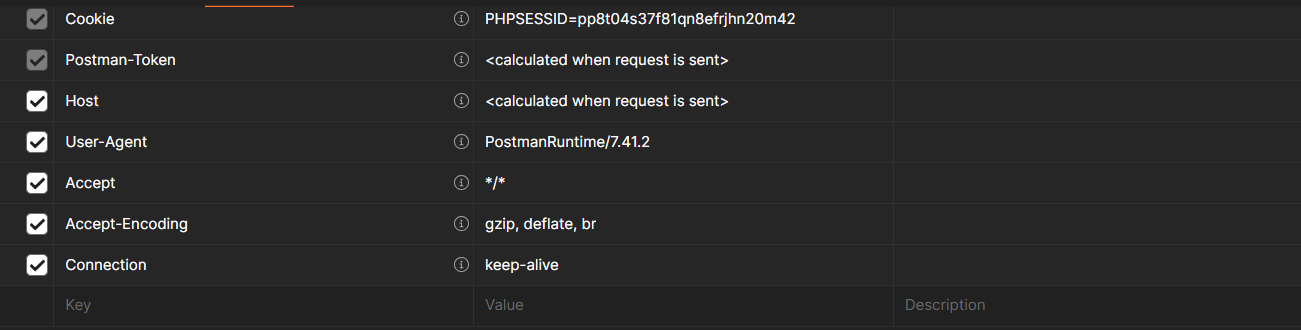 Cookie PHPSESSID=pp8t04s37f81qn8efrjhn20m42
Postman-Token <calculated when request is sent>
Host <calculated when request is sent>
User-Agent PostmanRuntime/7.41.2
Accept */*
Accept-Encoding gzip, deflate, br
Connection keep-alive
Key Value Description